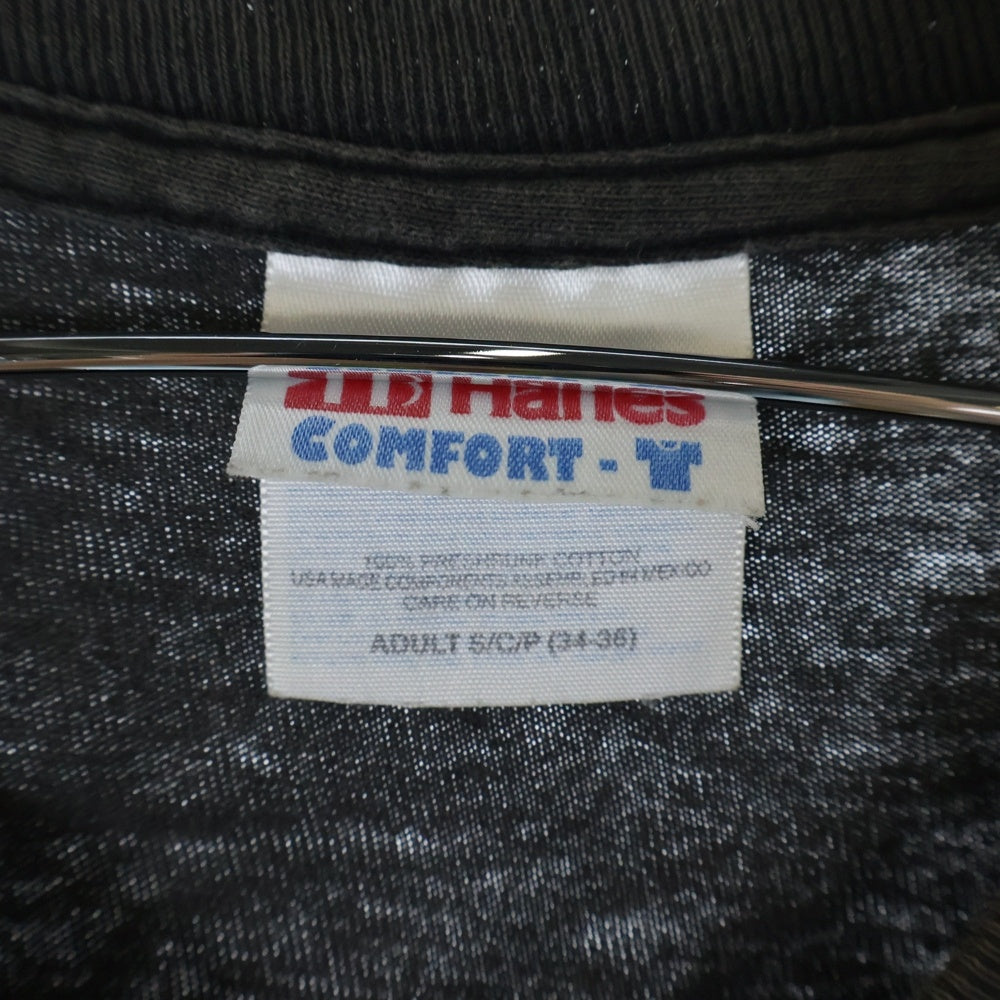 Hanes
COMFORT -
100% PRESHRUNK COTTON
USA MADE COMPONENTS ASSEMBLED IN MEXICO
CARE ON REVERSE
ADULT S/C/P (34-36)